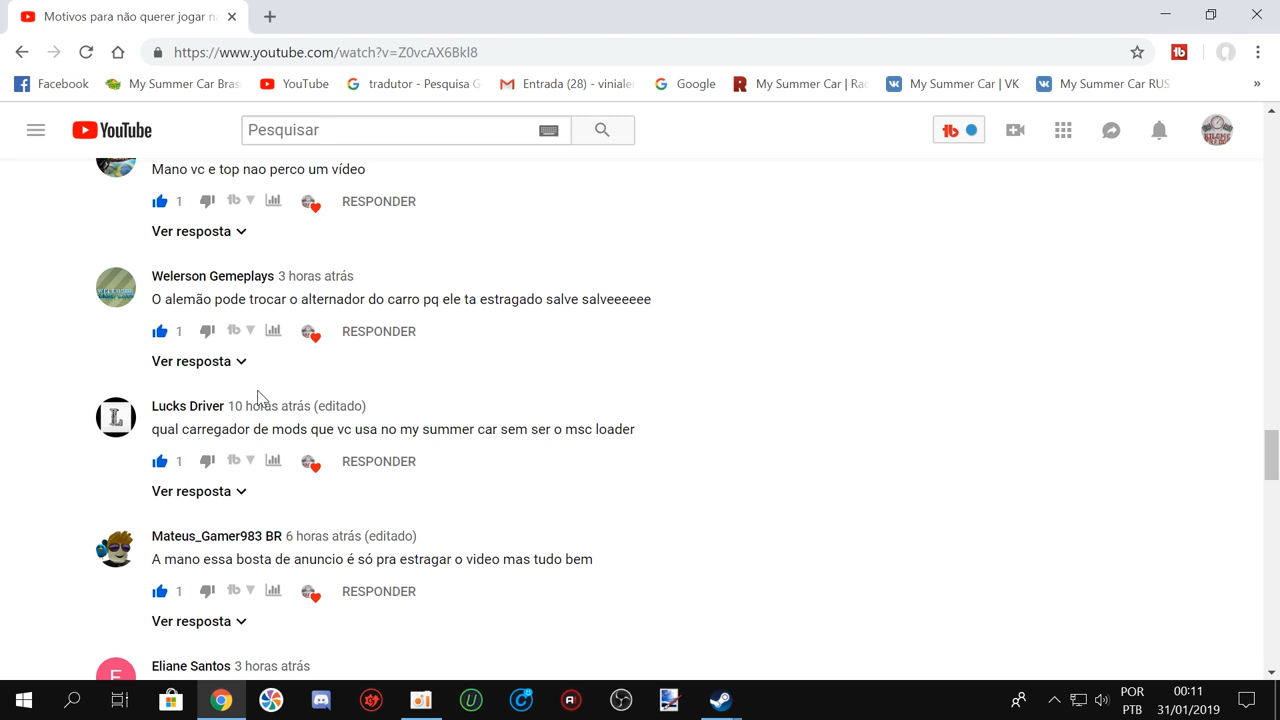 Motivos para não querer jogar n
https://www.youtube.com/watch?v=Z0vcAX6Bkl8
Facebook
My Summer Car Bras
YouTube
tradutor - Pesquisa G
Entrada (28) - vinialer
Google
My Summer Car | Rac
My Summer Car | VK
My Summer Car RUS
»
YouTube
Pesquisar
Mano vc e top nao perco um vídeo
1
RESPONDER
Ver resposta
Welerson Gemeplays 3 horas atrás
O alemão pode trocar o alternador do carro pq ele ta estragado salve salveeeeee
1
RESPONDER
Ver resposta
Lucks Driver 10 horas atrás (editado)
qual carregador de mods que vc usa no my summer car sem ser o msc loader
1
RESPONDER
Ver resposta
Mateus_Gamer983 BR 6 horas atrás (editado)
A mano essa bosta de anuncio é só pra estragar o video mas tudo bem
1
RESPONDER
Ver resposta
Eliane Santos 3 horas atrás
POR
PTB
00:11
31/01/2019